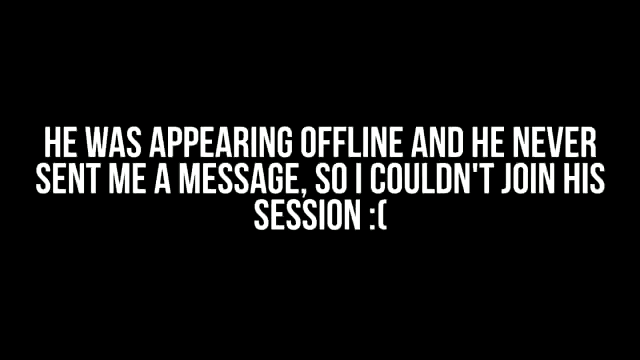 HE WAS APPEARING OFFLINE AND HE NEVER
SENT ME A MESSAGE, SO I COULDN'T JOIN HIS
SESSION :(